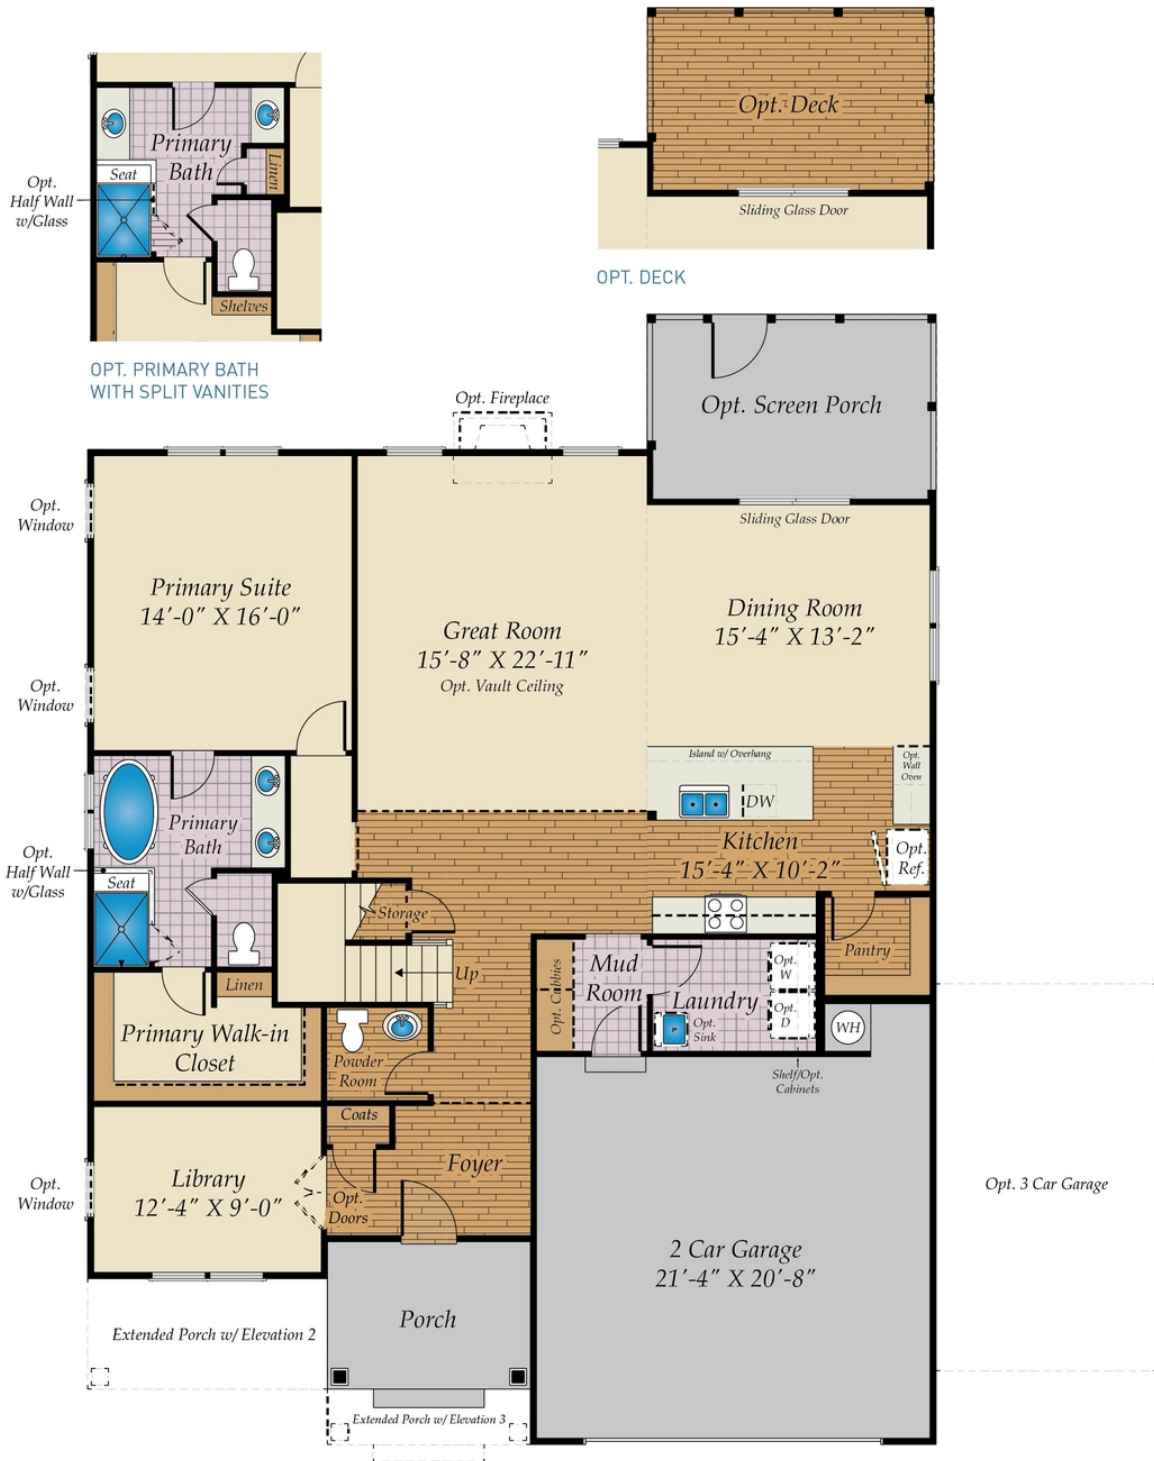 Opt. Deck
Primary
Bath
Linen
Seat
Opt.
Half Wall
w/Glass
Sliding Glass Door
OPT. DECK
Shelves
OPT. PRIMARY BATH
WITH SPLIT VANITIES
Opt. Fireplace
Opt. Screen Porch
Opt.
Window
Sliding Glass Door
Primary Suite
14'-0" X 16'-0"
Great Room
15'-8" X 22'-11"
Opt. Vault Ceiling
Dining Room
15'-4" X 13'-2"
Opt.
Window
Island w/ Overhang
Opt.
Wall
Oven
DW
Primary
Bath
Kitchen
15'-4" X 10'-2"
Opt.
Ref.
Opt.
Half Wall
w/Glass
Seat
Storage
Up
Pantry
Linen
Opt. Cubbies
Mud
Room
Laundry
Opt.
W
Opt.
D
Opt.
Sink
WH
Primary Walk-in
Closet
Powder
Room
Shelf/Opt.
Cabinets
Coats
Foyer
Library
12'-4" X 9'-0"
Opt.
Window
Opt.
Doors
Opt. 3 Car Garage
2 Car Garage
21'-4" X 20'-8"
Porch
Extended Porch w/ Elevation 2
Extended Porch w/ Elevation 3